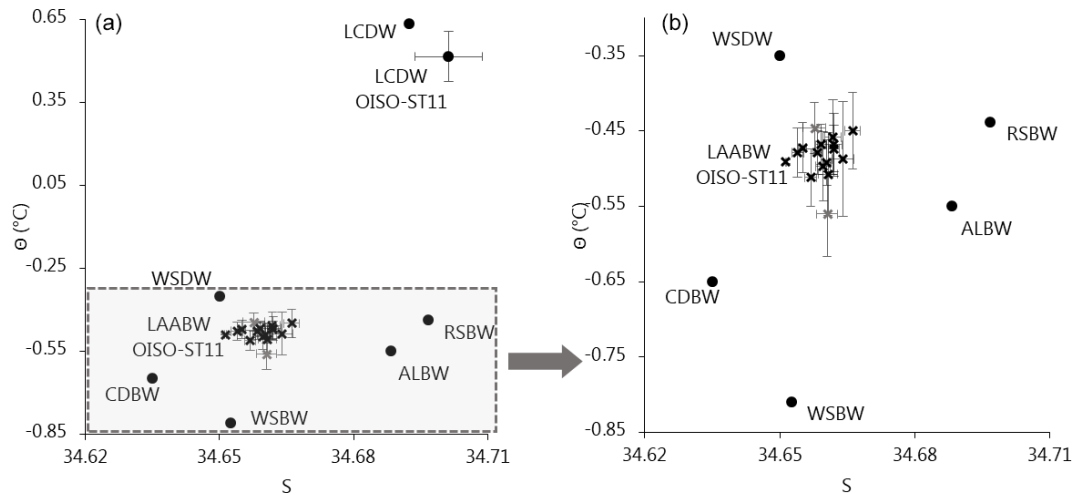 (a)
0.65
0.35
0.05
-0.25
-0.55
-0.85
Θ (°C)
34.62
34.65
34.68
34.71
S
LCDW
LCDW
OISO-ST11
WSDW
LAABW
OISO-ST11
RSBW
ALBW
CDBW
WSBW
(b)
-0.35
-0.45
-0.55
-0.65
-0.75
-0.85
Θ (°C)
34.62
34.65
34.68
34.71
S
WSDW
RSBW
LAABW
OISO-ST11
ALBW
CDBW
WSBW